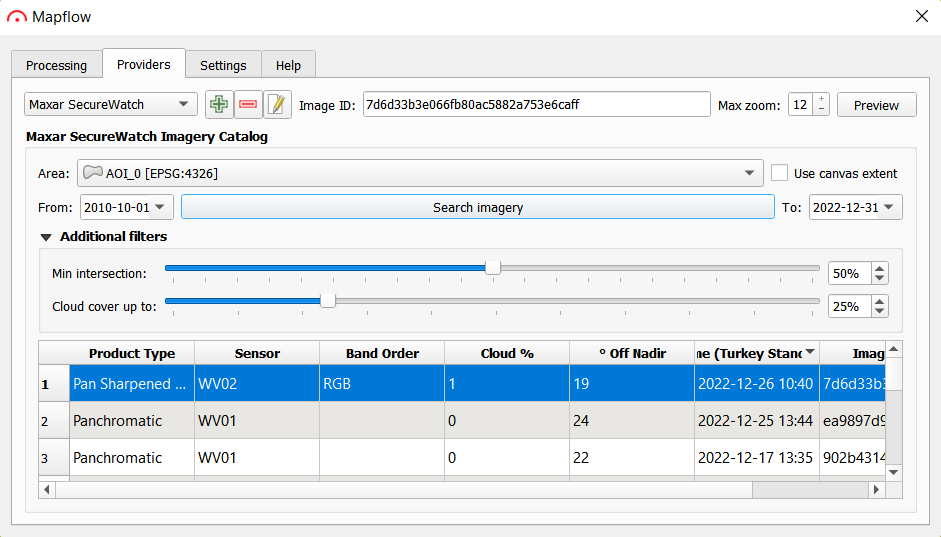 Mapflow
Processing Providers Settings Help
Maxar SecureWatch Image ID: 7d6d33b3e066fb80ac5882a753e6caff Max zoom: 12 Preview
Maxar SecureWatch Imagery Catalog
Area: AOI_0 [EPSG:4326] Use canvas extent
From: 2010-10-01 Search imagery To: 2022-12-31
Additional filters
Min intersection: 50%
Cloud cover up to: 25%
Product Type Sensor Band Order Cloud % ° Off Nadir ne (Turkey Stanc Imag
1 Pan Sharpened ... WV02 RGB 1 19 2022-12-26 10:40 7d6d33b3
2 Panchromatic WV01 0 24 2022-12-25 13:44 ea9897d9
3 Panchromatic WV01 0 22 2022-12-17 13:35 902b4314